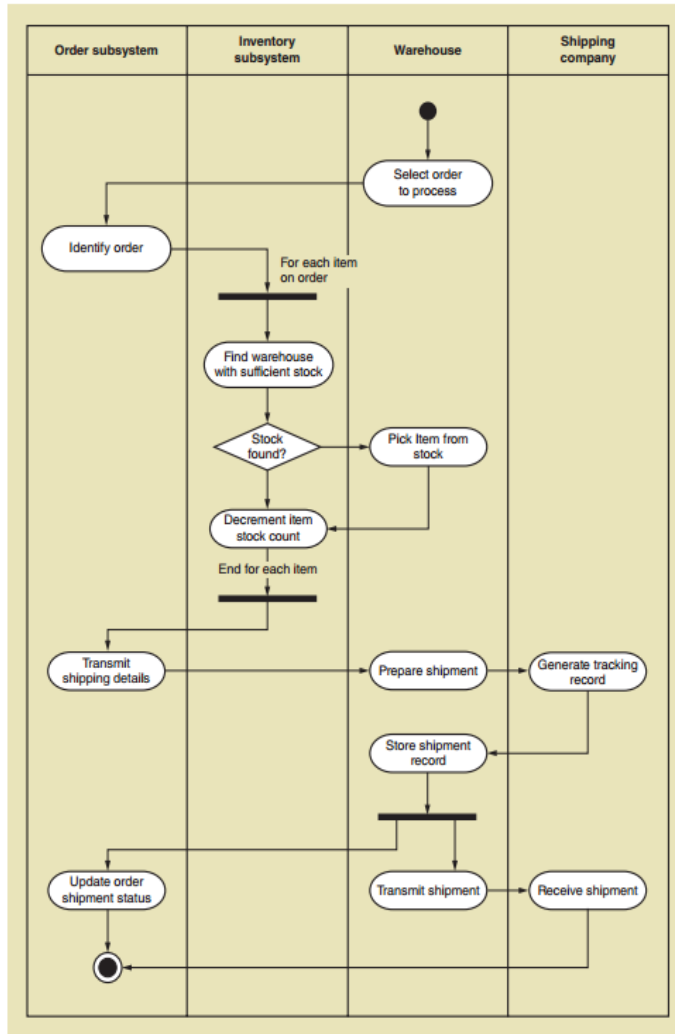 Order subsystem
Inventory
subsystem
Warehouse
Shipping
company
Select order
to process
Identify order
For each item
on order
Find warehouse
with sufficient stock
Stock
found?
Pick Item from
stock
Decrement item
stock count
End for each item
Transmit
shipping details
Prepare shipment
Generate tracking
record
Store shipment
record
Update order
shipment status
Transmit shipment
Receive shipment